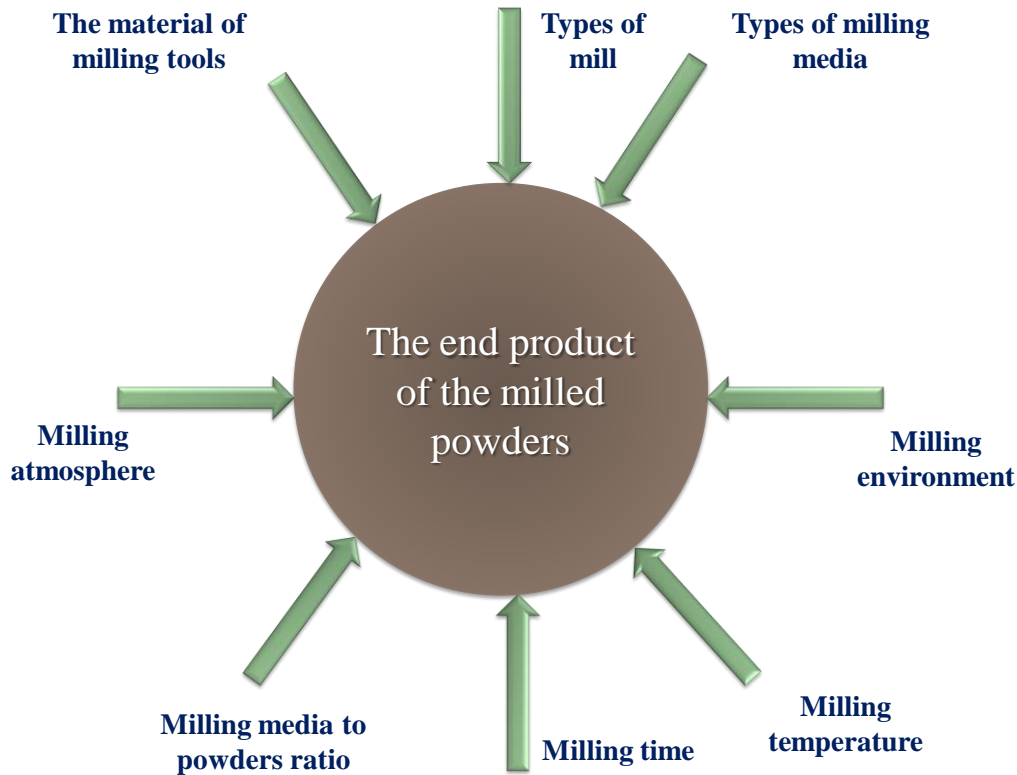 The material of
milling tools
Types of
mill
Types of milling
media
The end product
of the milled
powders
Milling
atmosphere
Milling
environment
Milling media to
powders ratio
Milling time
Milling
temperature